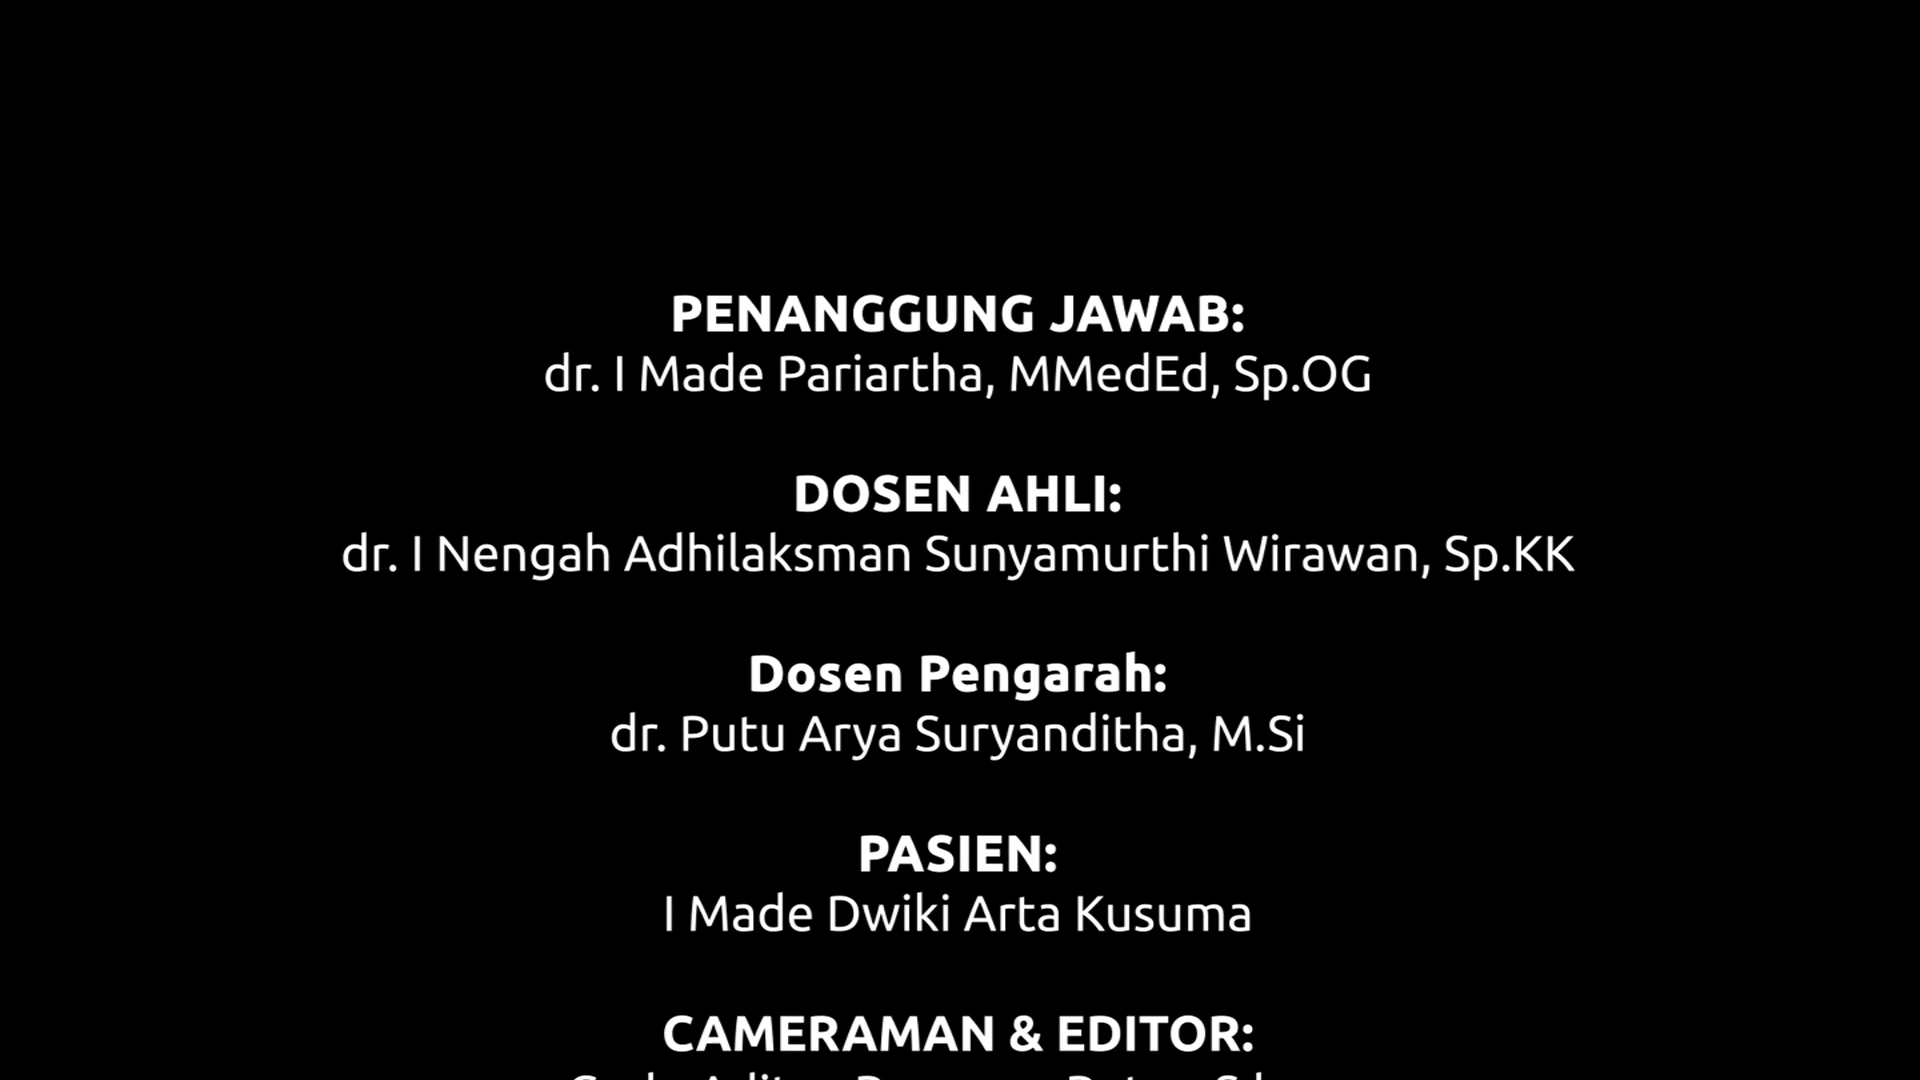 PENANGGUNG JAWAB:
dr. I Made Pariartha, MMedEd, Sp.OG
DOSEN AHLI:
dr. I Nengah Adhilaksman Sunyamurthi Wirawan, Sp.KK
Dosen Pengarah:
dr. Putu Arya Suryanditha, M.Si
PASIEN:
I Made Dwiki Arta Kusuma
CAMERAMAN & EDITOR: